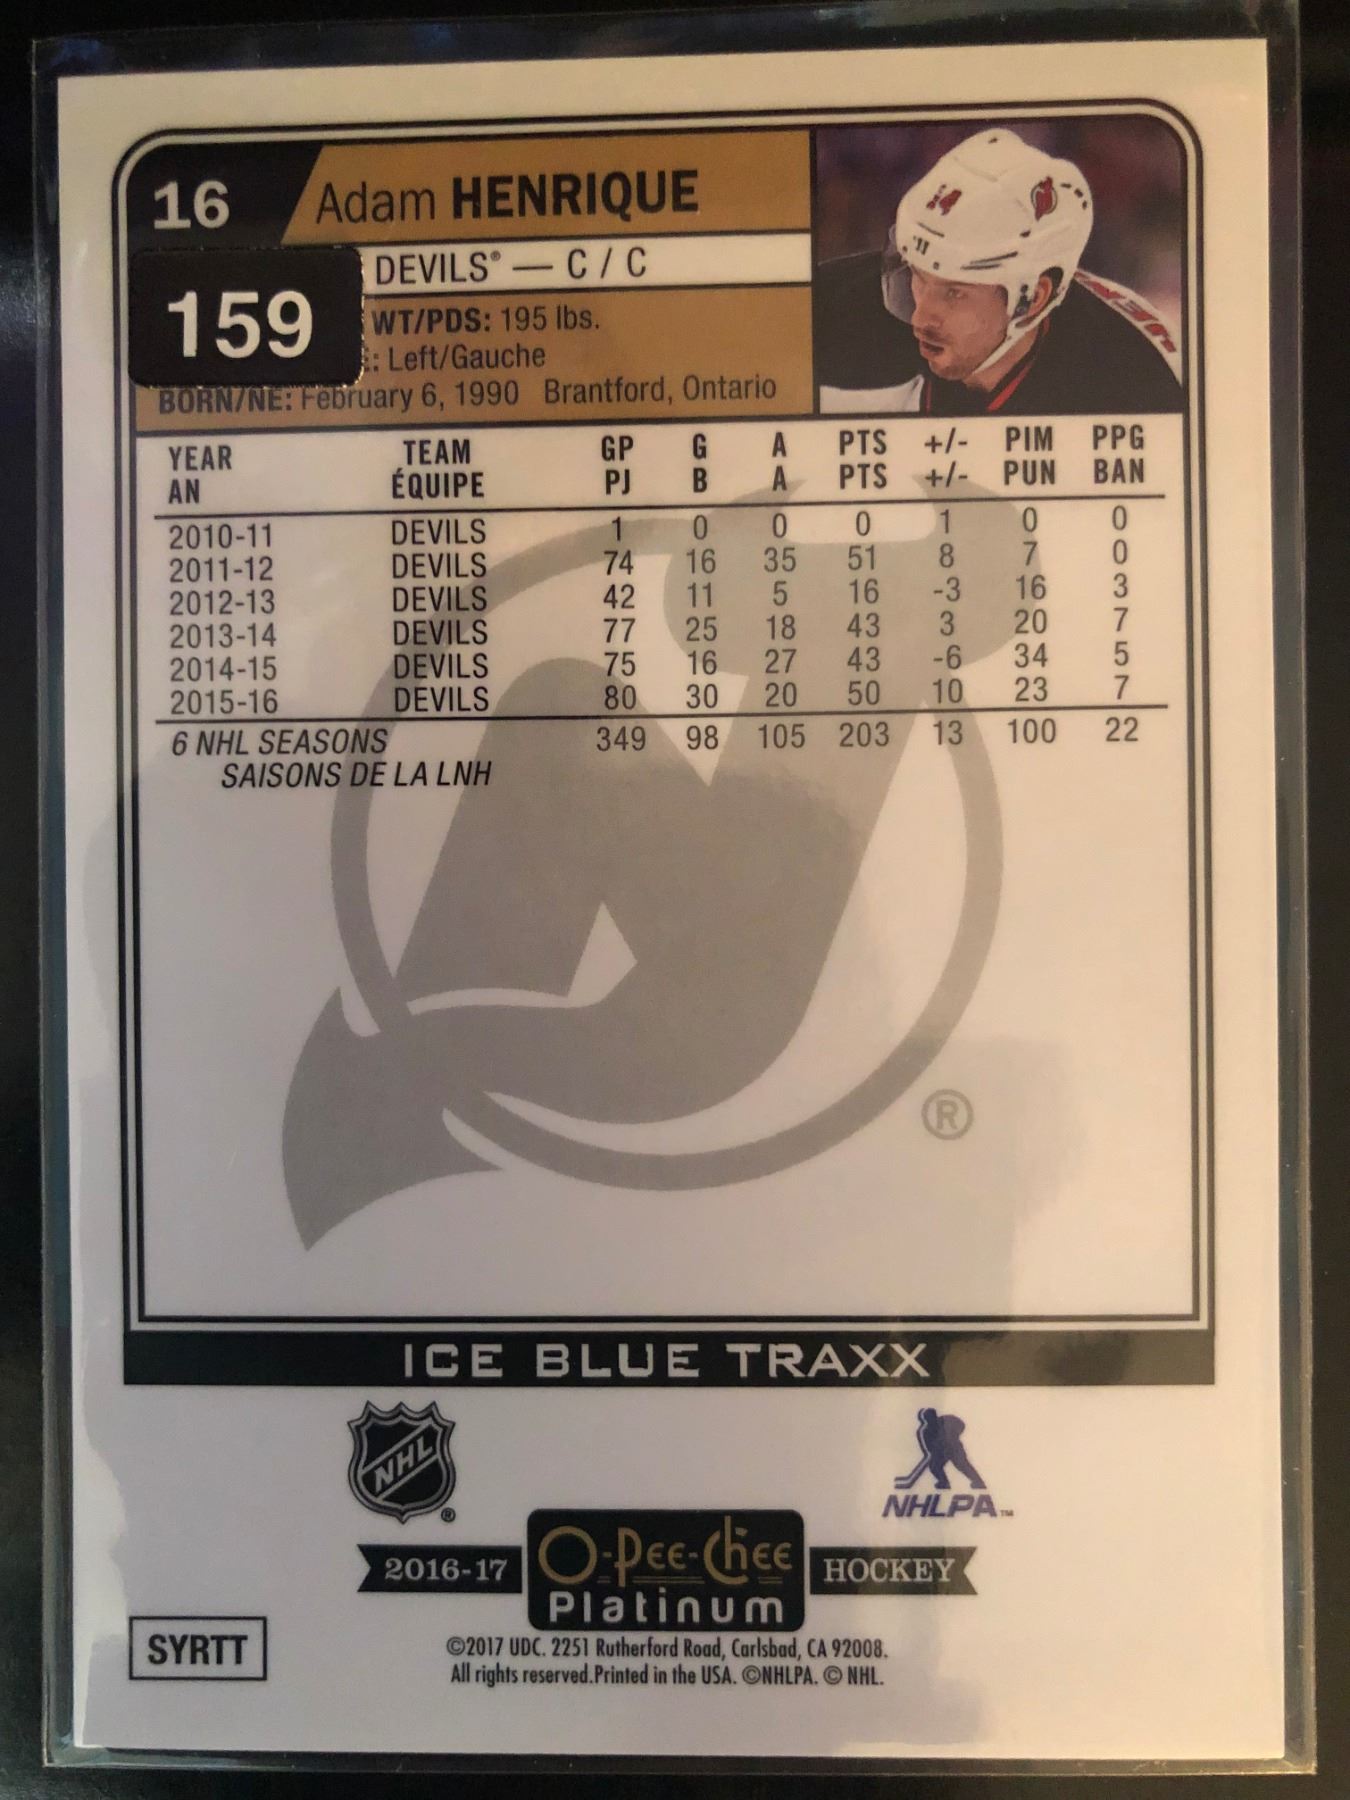 16 Adam HENRIQUE
DEVILS® — C / C
159
WT/PDS: 195 lbs.
: Left/Gauche
BORN/NE: February 6, 1990 Brantford, Ontario
14
YEAR TEAM GP G A PTS +/- PIM PPG
AN ÉQUIPE PJ B A PTS +/- PUN BAN
2010-11 DEVILS 1 0 0 0 1 0 0
2011-12 DEVILS 74 16 35 51 8 7 0
2012-13 DEVILS 42 11 5 16 -3 16 3
2013-14 DEVILS 77 25 18 43 3 20 7
2014-15 DEVILS 75 16 27 43 -6 34 5
2015-16 DEVILS 80 30 20 50 10 23 7
6 NHL SEASONS 349 98 105 203 13 100 22
SAISONS DE LA LNH
®
ICE BLUE TRAXX
NHL ®
NHLPA™
2016-17 O-Pee-Chee HOCKEY
Platinum
SYRTT
©2017 UDC. 2251 Rutherford Road, Carlsbad, CA 92008.
All rights reserved.Printed in the USA. ©NHLPA. © NHL.